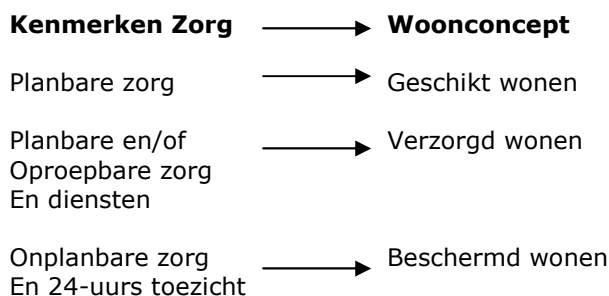 Kenmerken Zorg Woonconcept
Planbare zorg Geschikt wonen
Planbare en/of Verzorgd wonen
Oproepbare zorg
En diensten
Onplanbare zorg Beschermd wonen
En 24-uurs toezicht